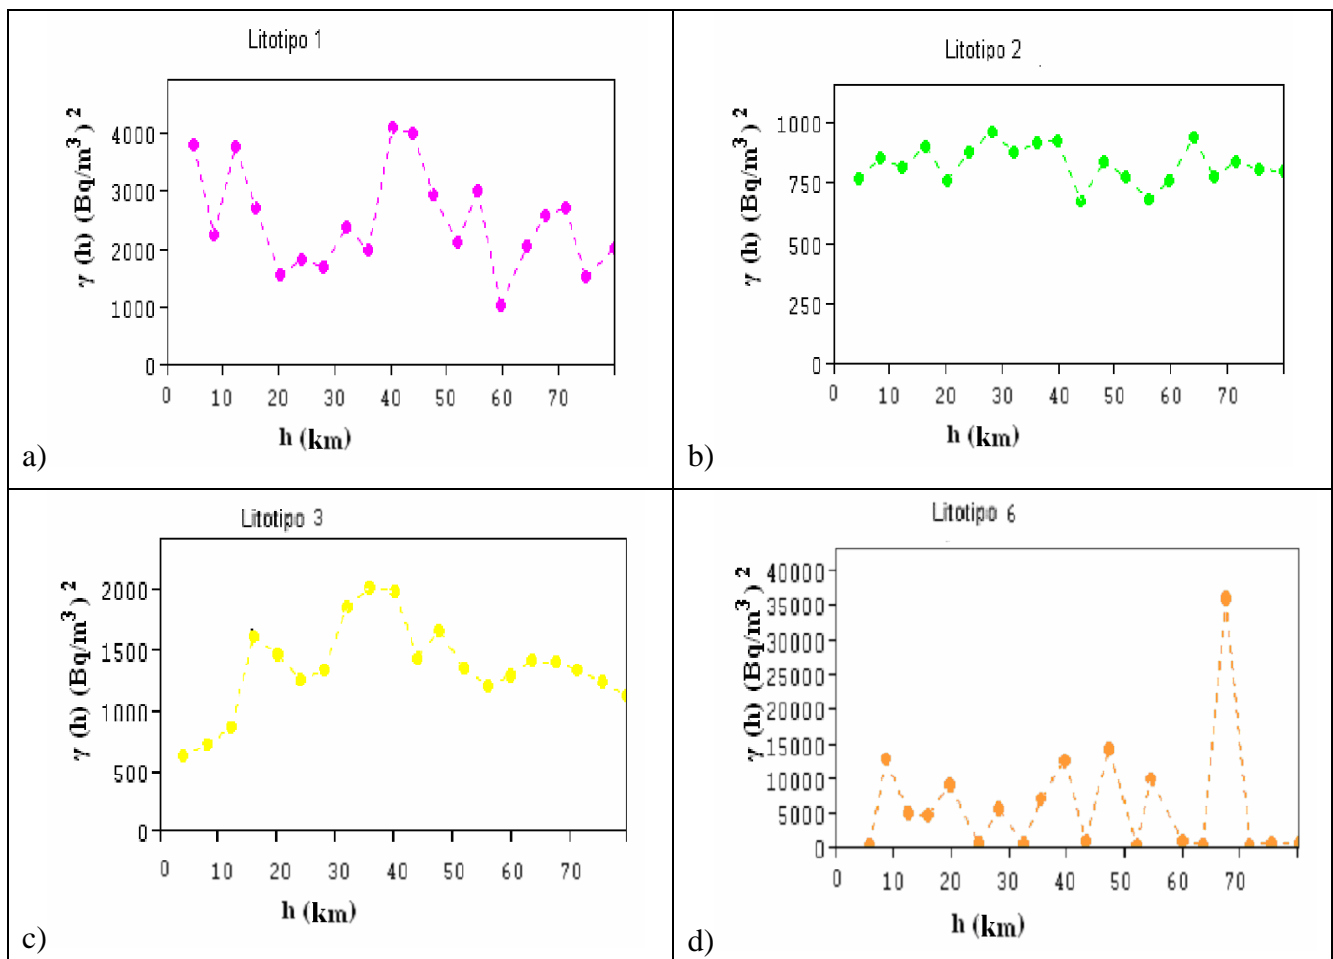 Litotipo 1
γ (h) (Bq/m³)²
4000
3000
2000
1000
0
0 10 20 30 40 50 60 70
h (km)
a)
Litotipo 2
γ (h) (Bq/m³)²
1000
750
500
250
0
0 10 20 30 40 50 60 70
h (km)
b)
Litotipo 3
γ (h) (Bq/m³)²
2000
1500
1000
500
0
0 10 20 30 40 50 60 70
h (km)
c)
Litotipo 6
γ (h) (Bq/m³)²
40000
35000
30000
25000
20000
15000
10000
5000
0
0 10 20 30 40 50 60 70
h (km)
d)